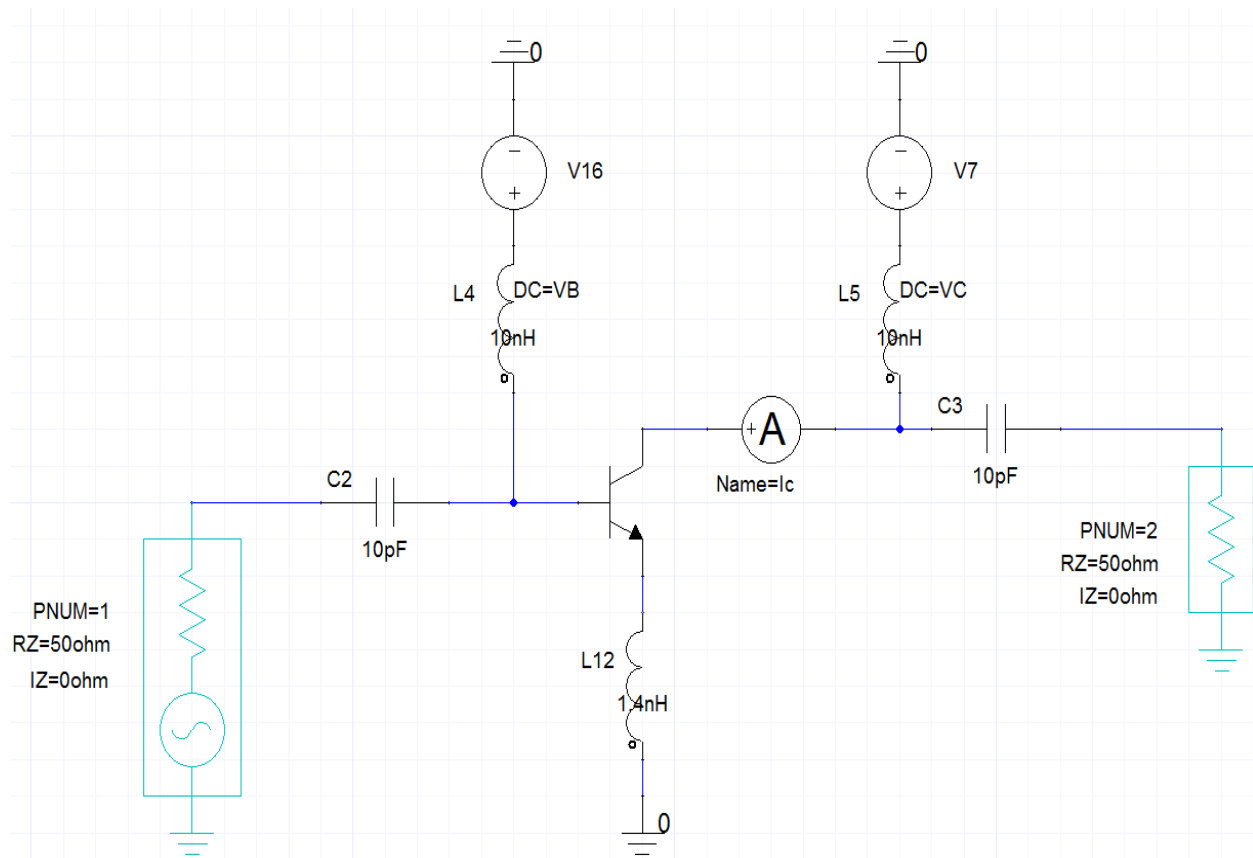 0
0
V16
V7
L4
DC=VB
10nH
L5
DC=VC
10nH
C3
+
A
Name=Ic
10pF
C2
10pF
PNUM=2
RZ=50ohm
IZ=0ohm
PNUM=1
RZ=50ohm
IZ=0ohm
L12
1.4nH
0